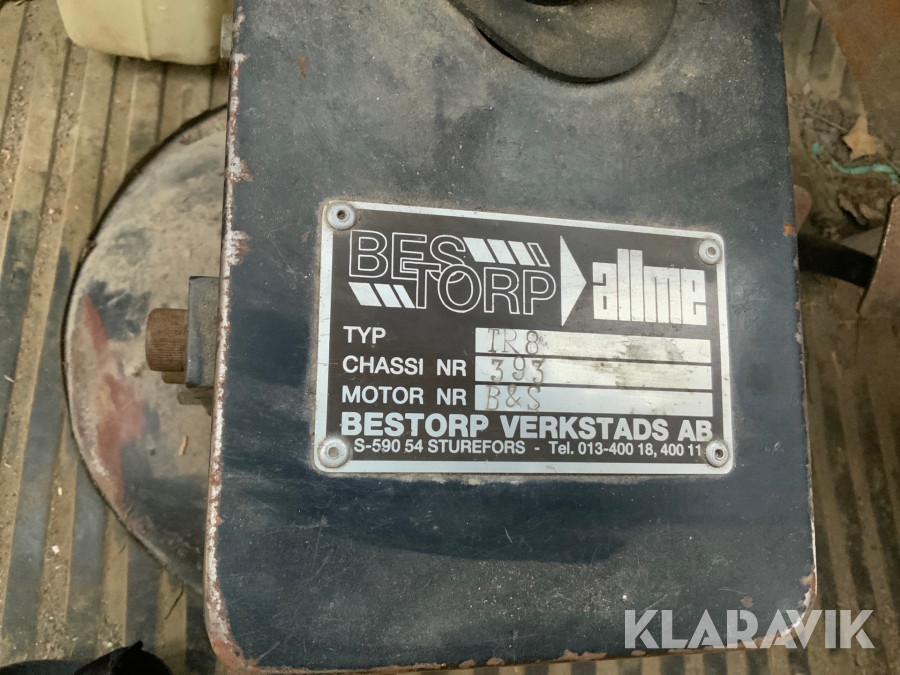 BES TORP allme
TYP TR8
CHASSI NR 393
MOTOR NR B&S
BESTORP VERKSTADS AB
S-590 54 STUREFORS - Tel. 013-400 18, 400 11
KLARAVIK